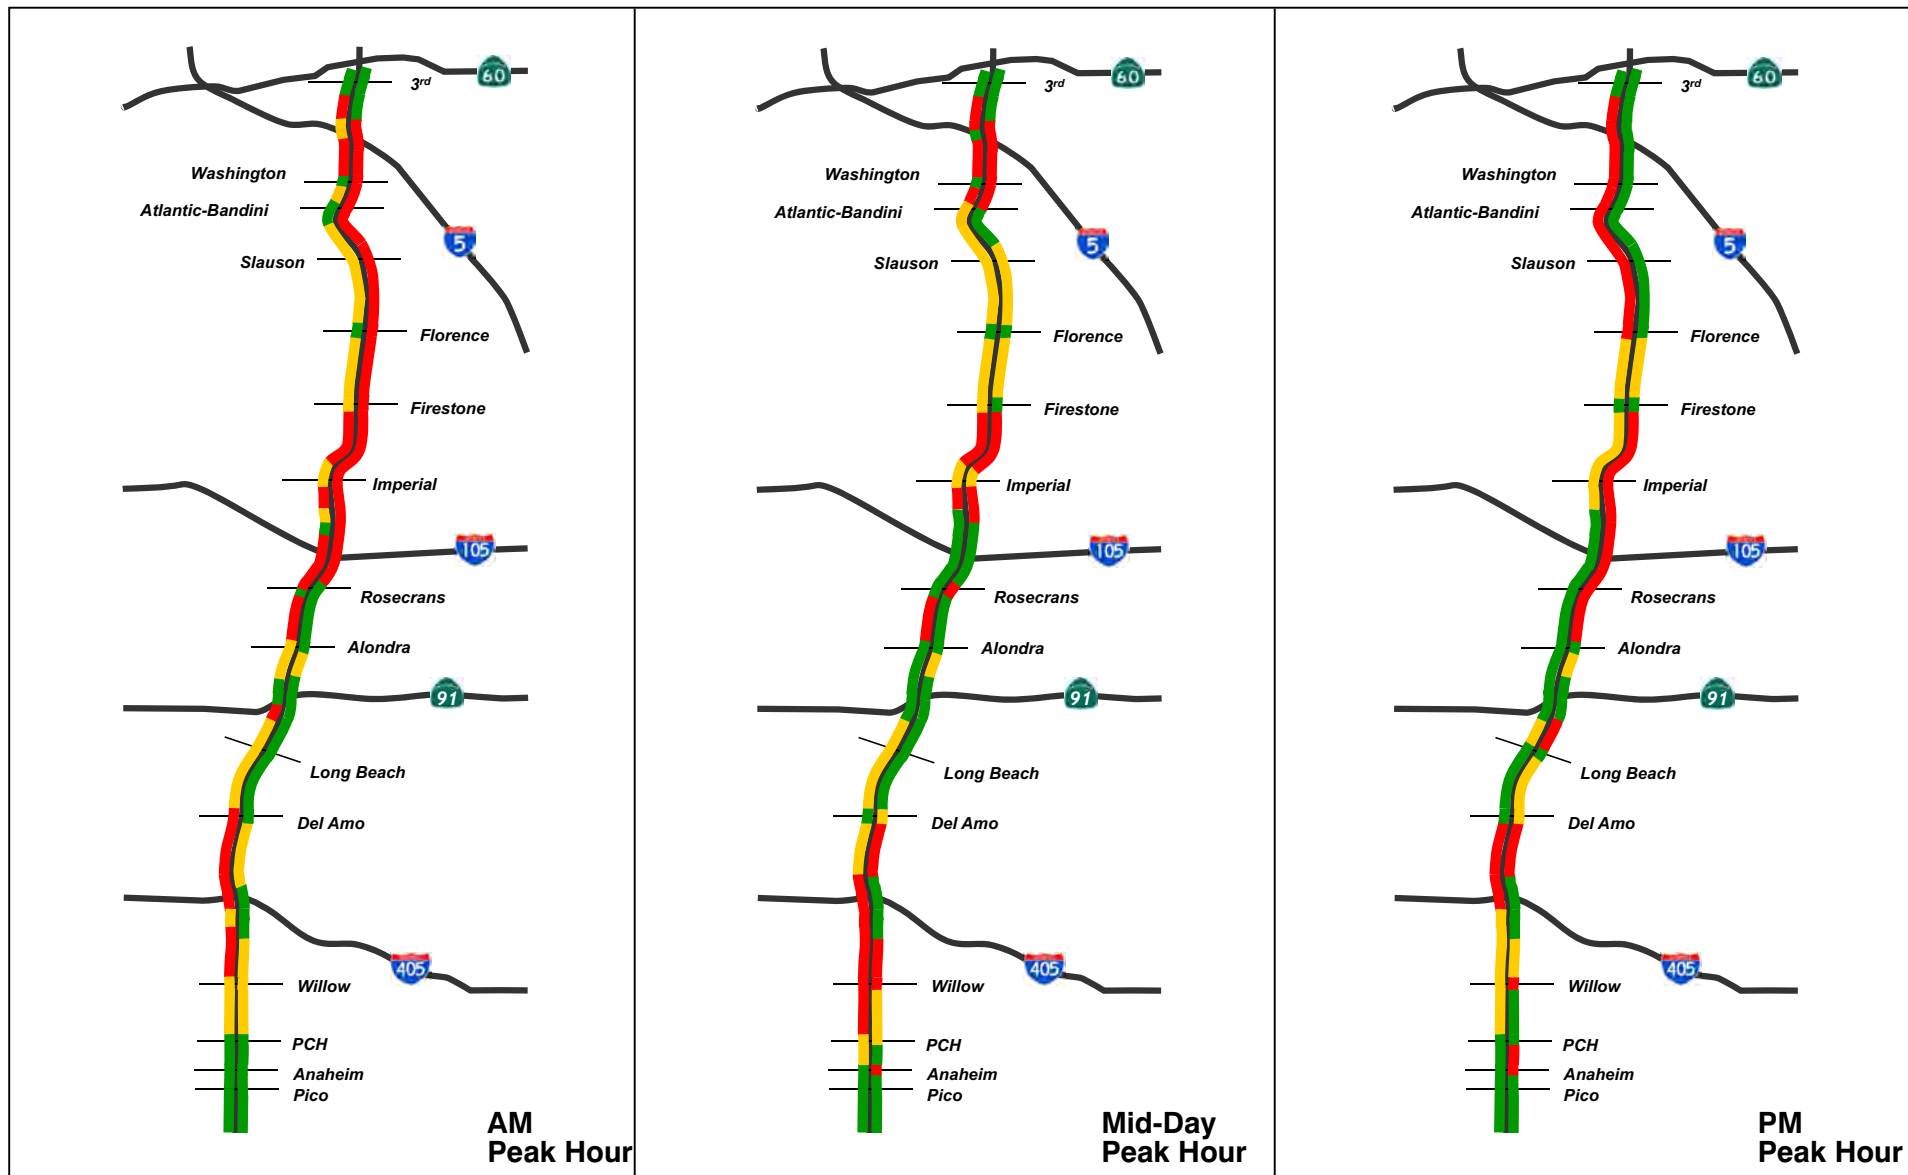 60
3rd
Washington
Atlantic-Bandini
5
Slauson
Florence
Firestone
Imperial
105
Rosecrans
Alondra
91
Long Beach
Del Amo
405
Willow
PCH
Anaheim
Pico
AM
Peak Hour
60
3rd
Washington
Atlantic-Bandini
5
Slauson
Florence
Firestone
Imperial
105
Rosecrans
Alondra
91
Long Beach
Del Amo
405
Willow
PCH
Anaheim
Pico
Mid-Day
Peak Hour
60
3rd
Washington
Atlantic-Bandini
5
Slauson
Florence
Firestone
Imperial
105
Rosecrans
Alondra
91
Long Beach
Del Amo
405
Willow
PCH
Anaheim
Pico
PM
Peak Hour